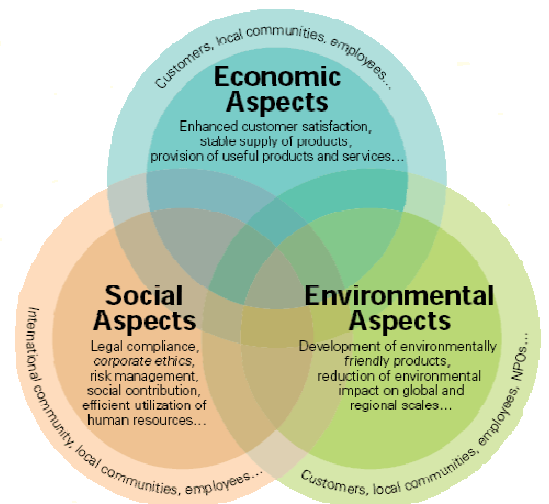 Customers, local communities, employees...
Economic
Aspects
Enhanced customer satisfaction,
stable supply of products,
provision of useful products and services...
Social
Aspects
Legal compliance,
corporate ethics,
risk management,
social contribution,
efficient utilization of
human resources...
International community, local communities, employees...
Environmental
Aspects
Development of environmentally
friendly products,
reduction of environmental
impact on global and
regional scales...
Customers, local communities, employees, NPOs...